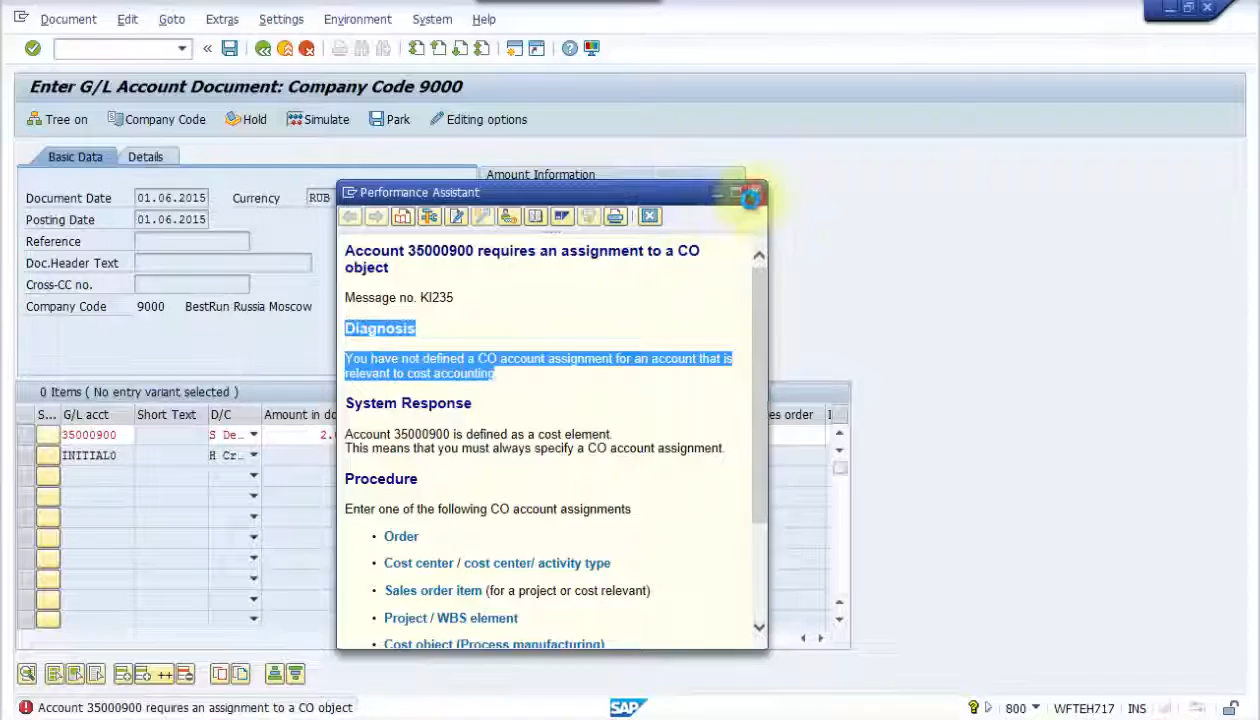 Document Edit Goto Extras Settings Environment System Help
Enter G/L Account Document: Company Code 9000
Tree on Company Code Hold Simulate Park Editing options
Basic Data Details
Amount Information
Document Date 01.06.2015 Currency RUB
Posting Date 01.06.2015
Reference
Doc.Header Text
Cross-CC no.
Company Code 9000 BestRun Russia Moscow
Performance Assistant
Account 35000900 requires an assignment to a CO
object
Message no. KI235
Diagnosis
You have not defined a CO account assignment for an account that is
relevant to cost accounting
System Response
Account 35000900 is defined as a cost element.
This means that you must always specify a CO account assignment.
Procedure
Enter one of the following CO account assignments
• Order
• Cost center / cost center/ activity type
• Sales order item (for a project or cost relevant)
• Project / WBS element
• Cost object (Process manufacturing)
0 Items ( No entry variant selected )
S... G/L acct Short Text D/C Amount in do es order
35000900 S De... 2.
INITIAL0 H Cr...
Account 35000900 requires an assignment to a CO object
SAP
800 WFTEH717 INS